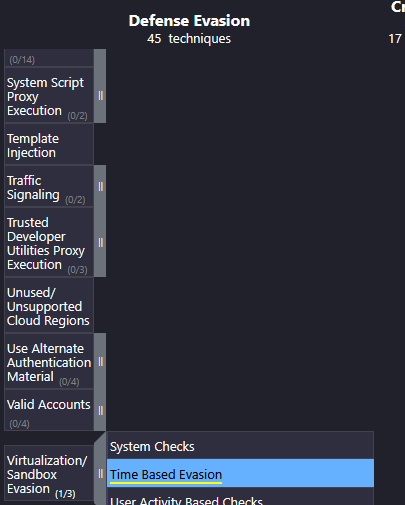 Cr
Defense Evasion
45 techniques
17
(0/14)
System Script
Proxy
Execution (0/2)
Template
Injection
Traffic
Signaling (0/2)
Trusted
Developer
Utilities Proxy
Execution (0/3)
Unused/
Unsupported
Cloud Regions
Use Alternate
Authentication
Material (0/4)
Valid Accounts
(0/4)
Virtualization/
Sandbox
Evasion (1/3)
System Checks
Time Based Evasion
User Activity Based Checks